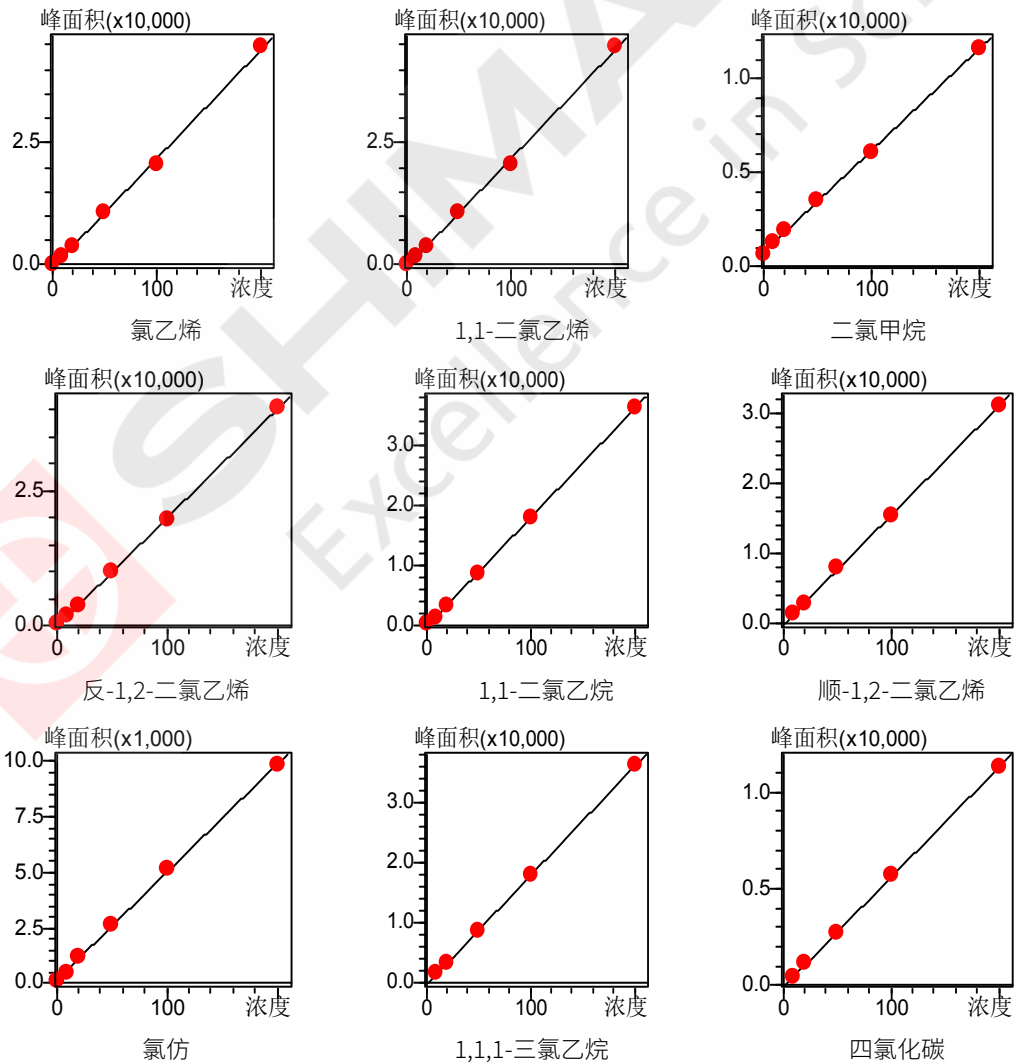 峰面积(x10,000) 峰面积(x10,000) 峰面积(x10,000)
2.5 2.5 1.0
0.5
0.0 0.0 0.0
0 100 浓度 0 100 浓度 0 100 浓度
氯乙烯 1,1-二氯乙烯 二氯甲烷
峰面积(x10,000) 峰面积(x10,000) 峰面积(x10,000)
3.0 3.0
2.5 2.0 2.0
1.0 1.0
0.0 0.0 0.0
0 100 浓度 0 100 浓度 0 100 浓度
反-1,2-二氯乙烯 1,1-二氯乙烷 顺-1,2-二氯乙烯
峰面积(x1,000) 峰面积(x10,000) 峰面积(x10,000)
10.0
7.5 3.0 1.0
5.0 2.0 0.5
2.5 1.0
0.0 0.0 0.0
0 100 浓度 0 100 浓度 0 100 浓度
氯仿 1,1,1-三氯乙烷 四氯化碳
Excellence in